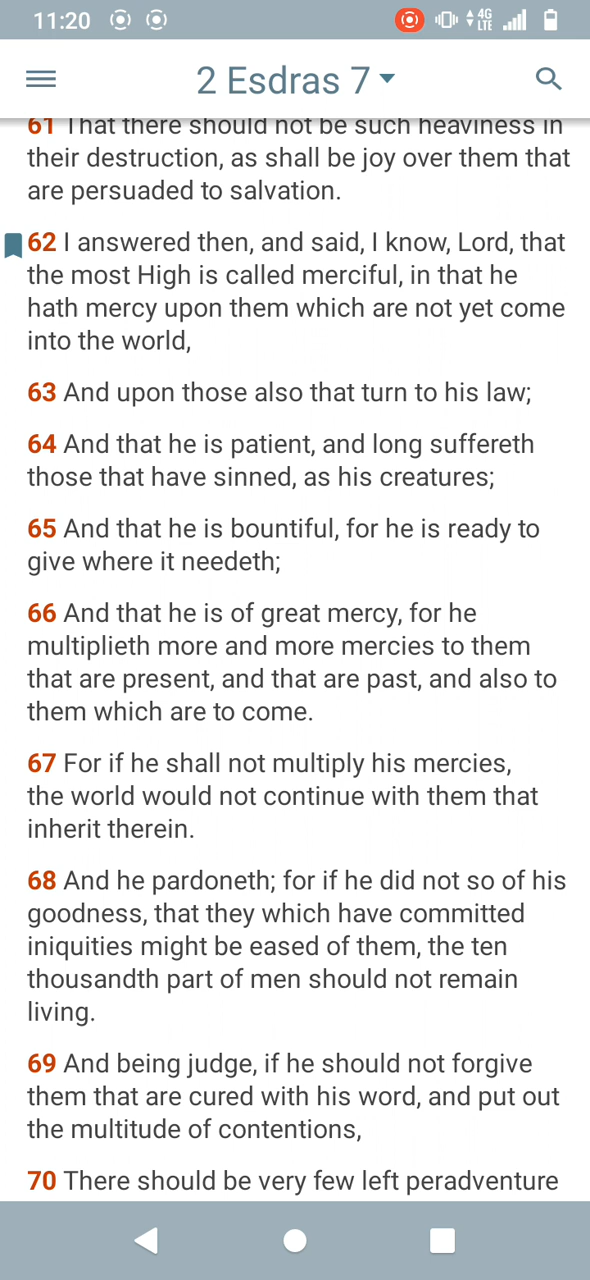 11:20
4G
LTE
2 Esdras 7
61 That there should not be such heaviness in
their destruction, as shall be joy over them that
are persuaded to salvation.
62 I answered then, and said, I know, Lord, that
the most High is called merciful, in that he
hath mercy upon them which are not yet come
into the world,
63 And upon those also that turn to his law;
64 And that he is patient, and long suffereth
those that have sinned, as his creatures;
65 And that he is bountiful, for he is ready to
give where it needeth;
66 And that he is of great mercy, for he
multiplieth more and more mercies to them
that are present, and that are past, and also to
them which are to come.
67 For if he shall not multiply his mercies,
the world would not continue with them that
inherit therein.
68 And he pardoneth; for if he did not so of his
goodness, that they which have committed
iniquities might be eased of them, the ten
thousandth part of men should not remain
living.
69 And being judge, if he should not forgive
them that are cured with his word, and put out
the multitude of contentions,
70 There should be very few left peradventure